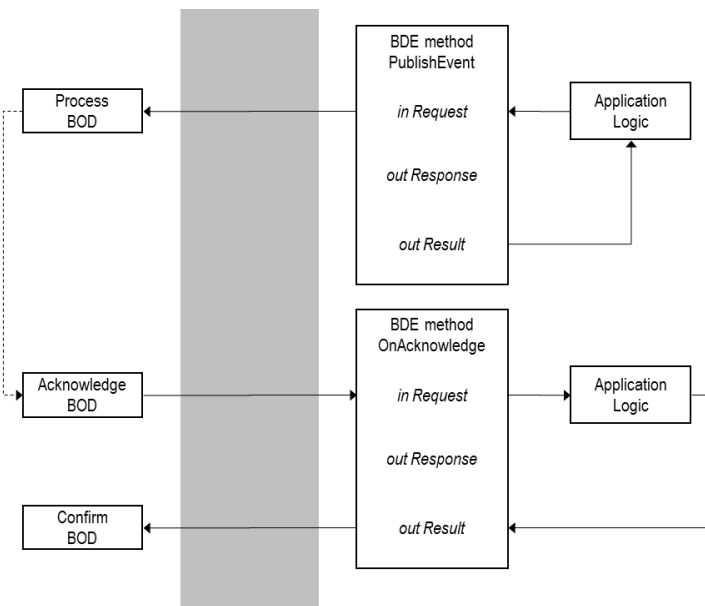 BDE method
PublishEvent
Process
BOD
in Request
Application
Logic
out Response
out Result
BDE method
OnAcknowledge
Acknowledge
BOD
in Request
Application
Logic
out Response
Confirm
BOD
out Result